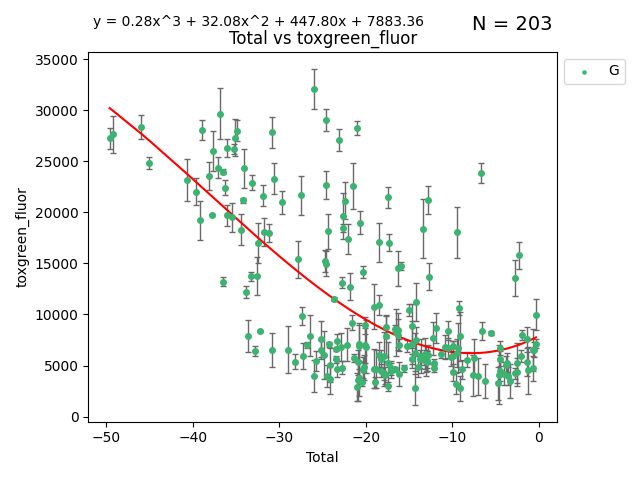 y = 0.28x^3 + 32.08x^2 + 447.80x + 7883.36
N = 203
Total vs toxgreen_fluor
G
35000
30000
25000
20000
15000
10000
5000
0
toxgreen_fluor
−50 −40 −30 −20 −10 0
Total